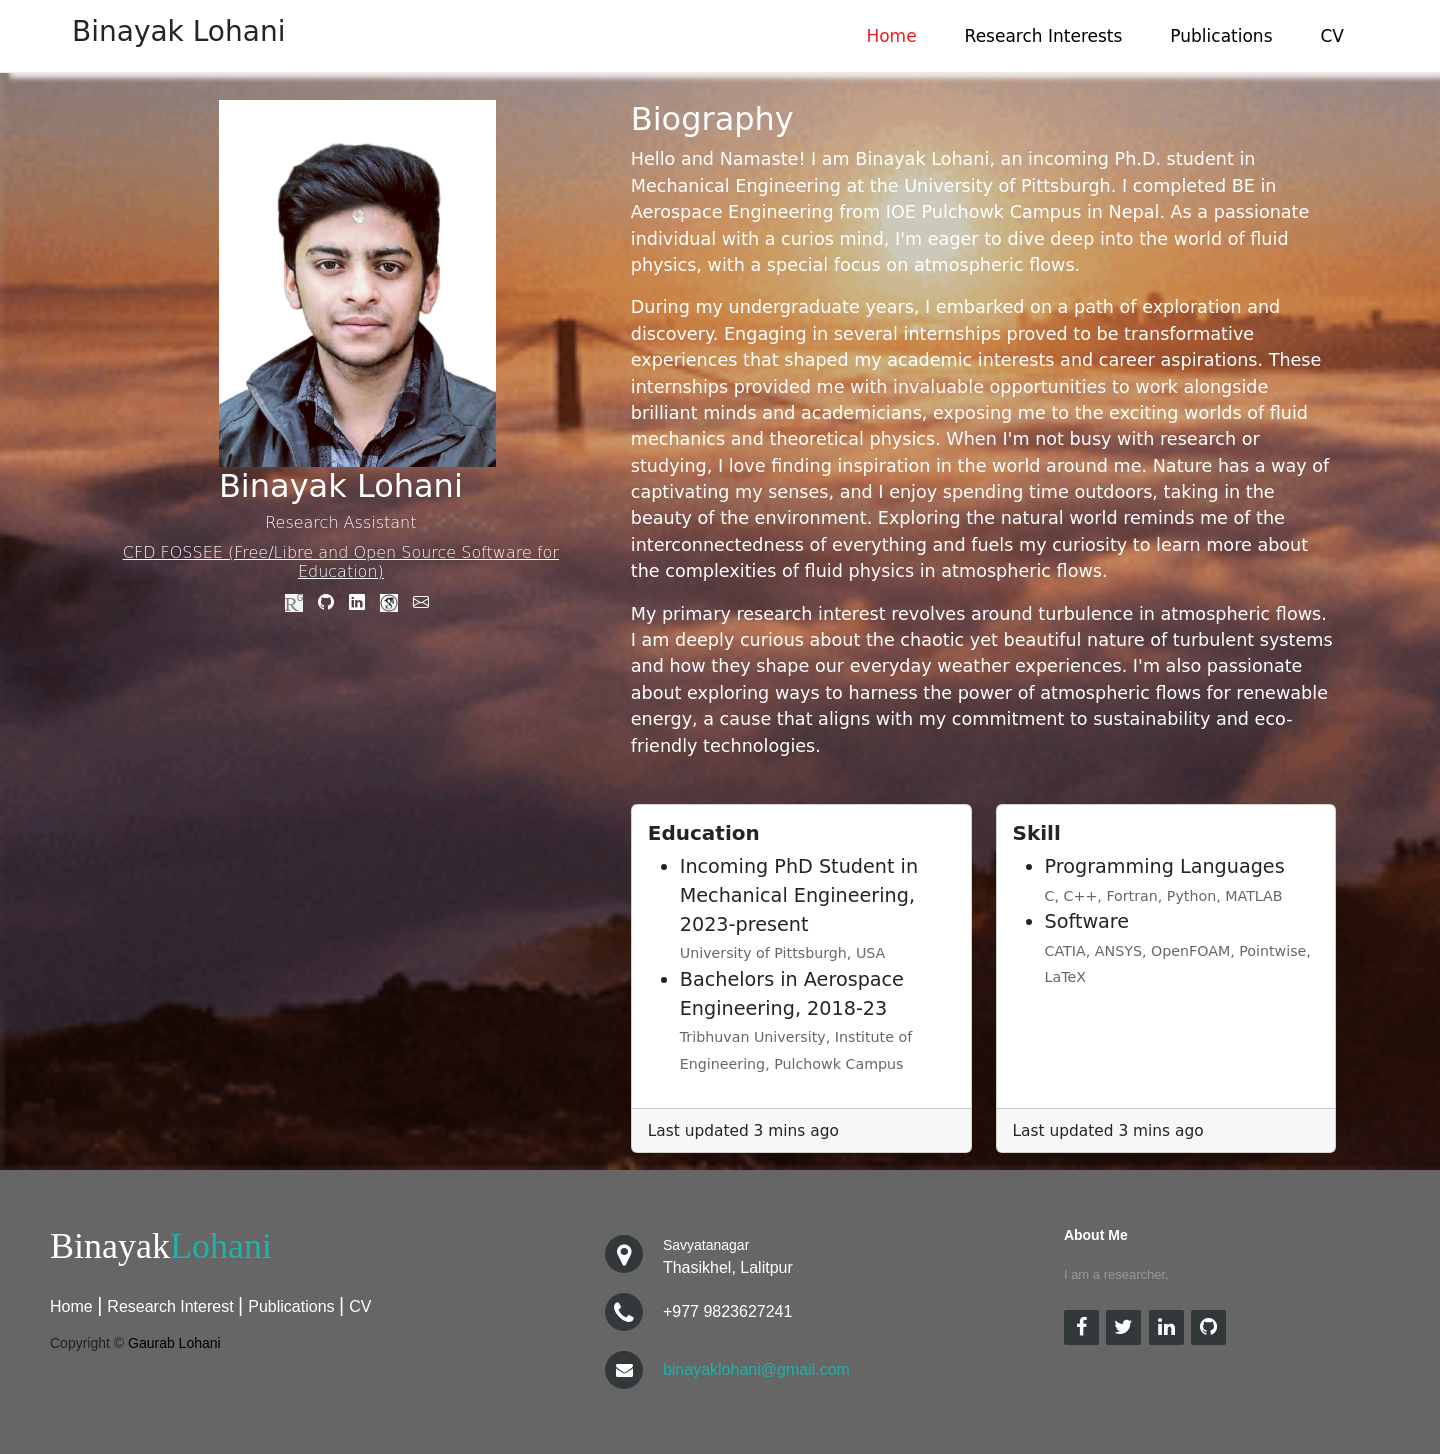 Binayak Lohani
Home Research Interests Publications CV
Binayak Lohani
Research Assistant
CFD FOSSEE (Free/Libre and Open Source Software for
Education)
Biography
Hello and Namaste! I am Binayak Lohani, an incoming Ph.D. student in
Mechanical Engineering at the University of Pittsburgh. I completed BE in
Aerospace Engineering from IOE Pulchowk Campus in Nepal. As a passionate
individual with a curios mind, I'm eager to dive deep into the world of fluid
physics, with a special focus on atmospheric flows.
During my undergraduate years, I embarked on a path of exploration and
discovery. Engaging in several internships proved to be transformative
experiences that shaped my academic interests and career aspirations. These
internships provided me with invaluable opportunities to work alongside
brilliant minds and academicians, exposing me to the exciting worlds of fluid
mechanics and theoretical physics. When I'm not busy with research or
studying, I love finding inspiration in the world around me. Nature has a way of
captivating my senses, and I enjoy spending time outdoors, taking in the
beauty of the environment. Exploring the natural world reminds me of the
interconnectedness of everything and fuels my curiosity to learn more about
the complexities of fluid physics in atmospheric flows.
My primary research interest revolves around turbulence in atmospheric flows.
I am deeply curious about the chaotic yet beautiful nature of turbulent systems
and how they shape our everyday weather experiences. I'm also passionate
about exploring ways to harness the power of atmospheric flows for renewable
energy, a cause that aligns with my commitment to sustainability and eco-
friendly technologies.
Education
• Incoming PhD Student in
Mechanical Engineering,
2023-present
University of Pittsburgh, USA
• Bachelors in Aerospace
Engineering, 2018-23
Tribhuvan University, Institute of
Engineering, Pulchowk Campus
Last updated 3 mins ago
Skill
• Programming Languages
C, C++, Fortran, Python, MATLAB
• Software
CATIA, ANSYS, OpenFOAM, Pointwise,
LaTeX
Last updated 3 mins ago
BinayakLohani
Home | Research Interest | Publications | CV
Copyright © Gaurab Lohani
Savyatanagar
Thasikhel, Lalitpur
+977 9823627241
binayaklohani@gmail.com
About Me
I am a researcher.